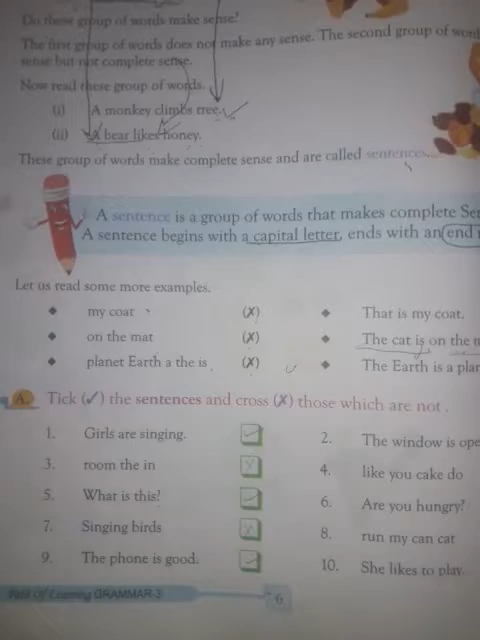 Do these group of words make sense?
The first group of words does not make any sense. The second group of
sense but not complete sense.
Now read these group of words.
(i) A monkey climbs tree.
(ii) A bear likes honey.
These group of words make complete sense and are called sentences.
A sentence is a group of words that makes complete
A sentence begins with a capital letter, ends with an end
Let us read some more examples.
my coat (✗) That is my coat.
on the mat (✗) The cat is on the
planet Earth a the is (✗) The Earth is a
A. Tick (✓) the sentences and cross (✗) those which are not.
1. Girls are singing. ✓ 2. The window is
3. room the in ✗ 4. like you cake do
5. What is this? ✓ 6. Are you hungry?
7. Singing birds ✗ 8. run my can cat
9. The phone is good. ✓ 10. She likes to play.
Path Of Learning GRAMMAR-3 6